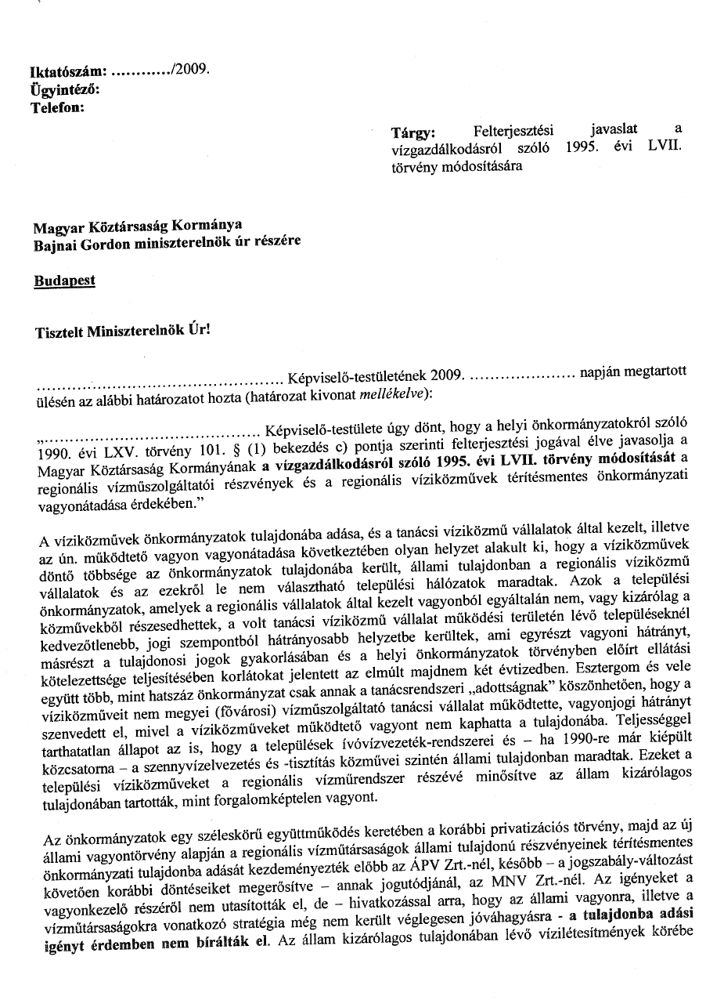 Iktatószám: ............/2009.
Ügyintéző:
Telefon:
Tárgy: Felterjesztési javaslat a
vízgazdálkodásról szóló 1995. évi LVII.
törvény módosítására
Magyar Köztársaság Kormánya
Bajnai Gordon miniszterelnök úr részére
Budapest
Tisztelt Miniszterelnök Úr!
.................................................. Képviselő-testületének 2009. ...................... napján megtartott
ülésén az alábbi határozatot hozta (határozat kivonat mellékelve):
„........................................... Képviselő-testülete úgy dönt, hogy a helyi önkormányzatokról szóló
1990. évi LXV. törvény 101. § (1) bekezdés c) pontja szerinti felterjesztési jogával élve javasolja a
Magyar Köztársaság Kormányának a vízgazdálkodásról szóló 1995. évi LVII. törvény módosítását a
regionális vízműszolgáltatói részvények és a regionális víziközművek térítésmentes önkormányzati
vagyonátadása érdekében.”
A víziközművek önkormányzatok tulajdonába adása, és a tanácsi víziközmű vállalatok által kezelt, illetve
az ún. működtető vagyon vagyonátadása következtében olyan helyzet alakult ki, hogy a víziközművek
döntő többsége az önkormányzatok tulajdonába került, állami tulajdonban a regionális víziközmű
vállalatok és az ezekről le nem választható települési hálózatok maradtak. Azok a települési
önkormányzatok, amelyek a regionális vállalatok által kezelt vagyonból egyáltalán nem, vagy kizárólag a
közművekből részesedhettek, a volt tanácsi víziközmű vállalat működési területén lévő településeknél
kedvezőtlenebb, jogi szempontból hátrányosabb helyzetbe kerültek, ami egyrészt vagyoni hátrányt,
másrészt a tulajdonosi jogok gyakorlásában és a helyi önkormányzatok törvényben előírt ellátási
kötelezettsége teljesítésében korlátokat jelentett az elmúlt majdnem két évtizedben. Esztergom és vele
együtt több, mint hatszáz önkormányzat csak annak a tanácsrendszeri „adottságnak” köszönhetően, hogy a
víziközműveit nem megyei (fővárosi) vízműszolgáltató tanácsi vállalat működtette, vagyonjogi hátrányt
szenvedett el, mivel a víziközműveket működtető vagyont nem kaphatta a tulajdonába. Teljességgel
tarthatatlan állapot az is, hogy a települések ívóvízvezeték-rendszerei és – ha 1990-re már kiépült
közcsatorna – a szennyvízelvezetés és -tisztítás közművei szintén állami tulajdonban maradtak. Ezeket a
települési víziközműveket a regionális vízműrendszer részévé minősítve az állam kizárólagos
tulajdonában tartották, mint forgalomképtelen vagyont.
Az önkormányzatok egy széleskörű együttműködés keretében a korábbi privatizációs törvény, majd az új
állami vagyontörvény alapján a regionális vízműtársaságok állami tulajdonú részvényeinek térítésmentes
önkormányzati tulajdonba adását kezdeményezték előbb az ÁPV Zrt.-nél, később – a jogszabály-változást
követően korábbi döntéseiket megerősítve – annak jogutódjánál, az MNV Zrt.-nél. Az igényeket a
vagyonkezelő részéről nem utasították el, de – hivatkozással arra, hogy az állami vagyonra, illetve a
vízműtársaságokra vonatkozó stratégia még nem került véglegesen jóváhagyásra - a tulajdonba adási
igényt érdemben nem bírálták el. Az állam kizárólagos tulajdonában lévő vízilétesítmények körébe